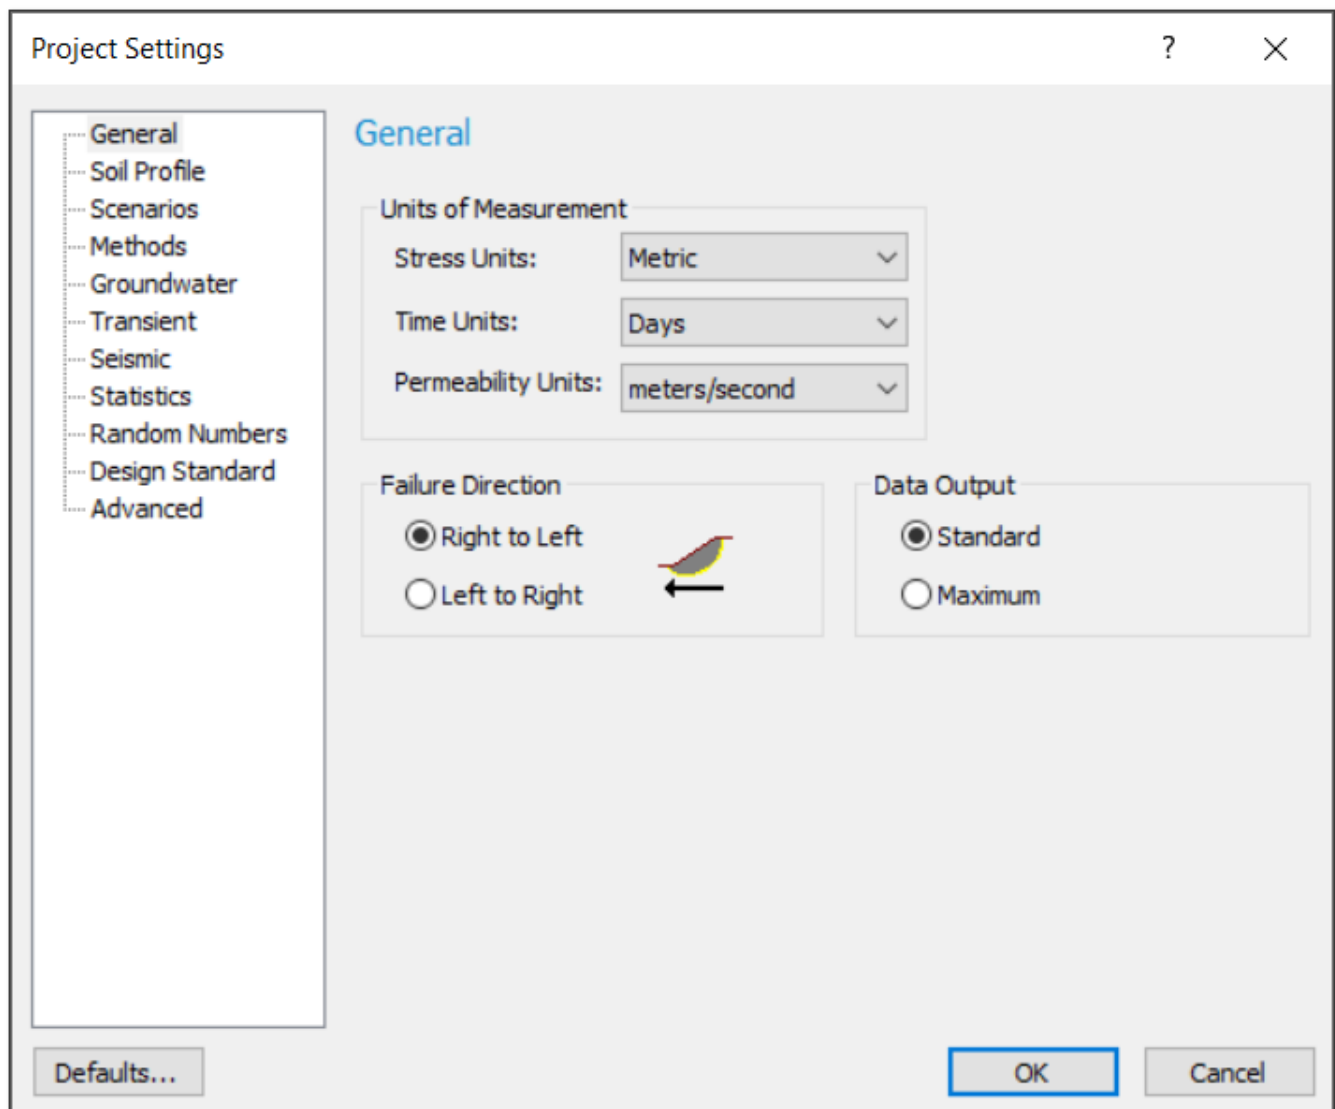 Project Settings
?
General
Soil Profile
Scenarios
Methods
Groundwater
Transient
Seismic
Statistics
Random Numbers
Design Standard
Advanced
General
Units of Measurement
Stress Units: Metric
Time Units: Days
Permeability Units: meters/second
Failure Direction
Right to Left
Left to Right
Data Output
Standard
Maximum
Defaults...
OK
Cancel